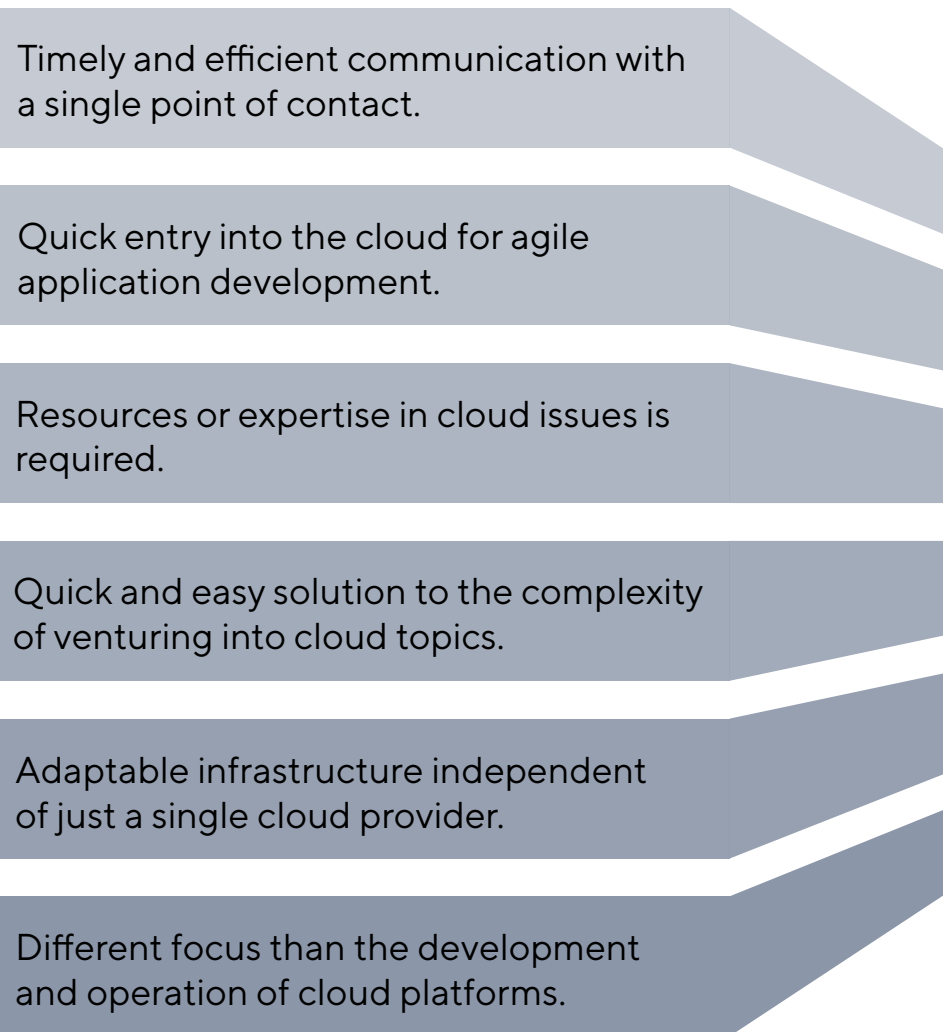 Timely and efficient communication with
a single point of contact.
Quick entry into the cloud for agile
application development.
Resources or expertise in cloud issues is
required.
Quick and easy solution to the complexity
of venturing into cloud topics.
Adaptable infrastructure independent
of just a single cloud provider.
Different focus than the development
and operation of cloud platforms.